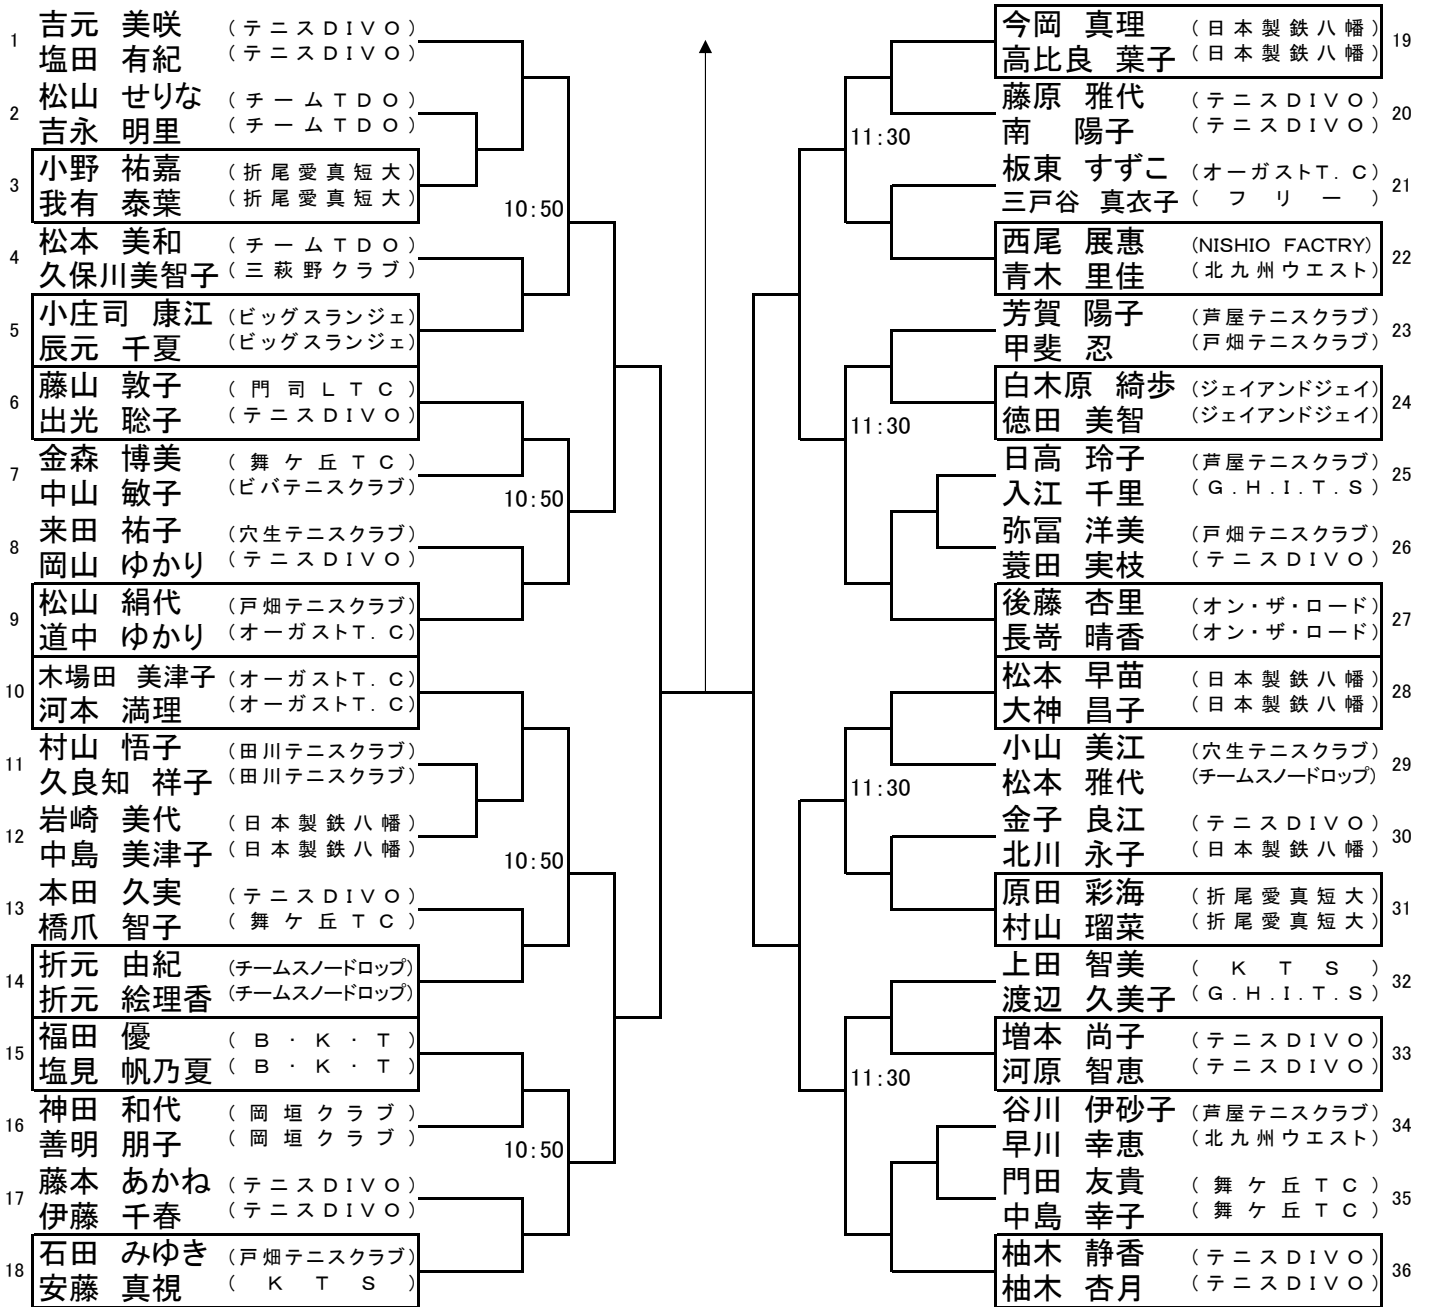 1
吉元 美咲 (テニスDIVO)
塩田 有紀 (テニスDIVO)
2
松山 せりな (チームTDO)
吉永 明里 (チームTDO)
3
小野 祐嘉 (折尾愛真短大)
我有 泰葉 (折尾愛真短大)
10:50
4
松本 美和 (チームTDO)
久保川美智子 (三萩野クラブ)
5
小庄司 康江 (ビッグスランジェ)
辰元 千夏 (ビッグスランジェ)
6
藤山 敦子 (門司LTC)
出光 聡子 (テニスDIVO)
7
金森 博美 (舞ケ丘TC)
中山 敏子 (ビバテニスクラブ)
10:50
8
来田 祐子 (穴生テニスクラブ)
岡山 ゆかり (テニスDIVO)
9
松山 絹代 (戸畑テニスクラブ)
道中 ゆかり (オーガストT.C)
10
木場田 美津子 (オーガストT.C)
河本 満理 (オーガストT.C)
11
村山 悟子 (田川テニスクラブ)
久良知 祥子 (田川テニスクラブ)
12
岩崎 美代 (日本製鉄八幡)
中島 美津子 (日本製鉄八幡)
10:50
13
本田 久実 (テニスDIVO)
橋爪 智子 (舞ケ丘TC)
14
折元 由紀 (チームスノードロップ)
折元 絵理香 (チームスノードロップ)
15
福田 優 (B・K・T)
塩見 帆乃夏 (B・K・T)
16
神田 和代 (岡垣クラブ)
善明 朋子 (岡垣クラブ)
10:50
17
藤本 あかね (テニスDIVO)
伊藤 千春 (テニスDIVO)
18
石田 みゆき (戸畑テニスクラブ)
安藤 真視 (KTS)
今岡 真理 (日本製鉄八幡)
高比良 葉子 (日本製鉄八幡)
19
藤原 雅代 (テニスDIVO)
南 陽子 (テニスDIVO)
20
11:30
板東 すずこ (オーガストT.C)
三戸谷 真衣子 (フリー)
21
西尾 展惠 (NISHIO FACTRY)
青木 里佳 (北九州ウエスト)
22
芳賀 陽子 (芦屋テニスクラブ)
甲斐 忍 (戸畑テニスクラブ)
23
白木原 綺歩 (ジェイアンドジェイ)
徳田 美智 (ジェイアンドジェイ)
24
11:30
日高 玲子 (芦屋テニスクラブ)
入江 千里 (G.H.I.T.S)
25
弥冨 洋美 (戸畑テニスクラブ)
蓑田 実枝 (テニスDIVO)
26
後藤 杏里 (オン・ザ・ロード)
長嵜 晴香 (オン・ザ・ロード)
27
松本 早苗 (日本製鉄八幡)
大神 昌子 (日本製鉄八幡)
28
小山 美江 (穴生テニスクラブ)
松本 雅代 (チームスノードロップ)
29
11:30
金子 良江 (テニスDIVO)
北川 永子 (日本製鉄八幡)
30
原田 彩海 (折尾愛真短大)
村山 瑠菜 (折尾愛真短大)
31
上田 智美 (KTS)
渡辺 久美子 (G.H.I.T.S)
32
増本 尚子 (テニスDIVO)
河原 智恵 (テニスDIVO)
33
11:30
谷川 伊砂子 (芦屋テニスクラブ)
早川 幸恵 (北九州ウエスト)
34
門田 友貴 (舞ケ丘TC)
中島 幸子 (舞ケ丘TC)
35
柚木 静香 (テニスDIVO)
柚木 杏月 (テニスDIVO)
36